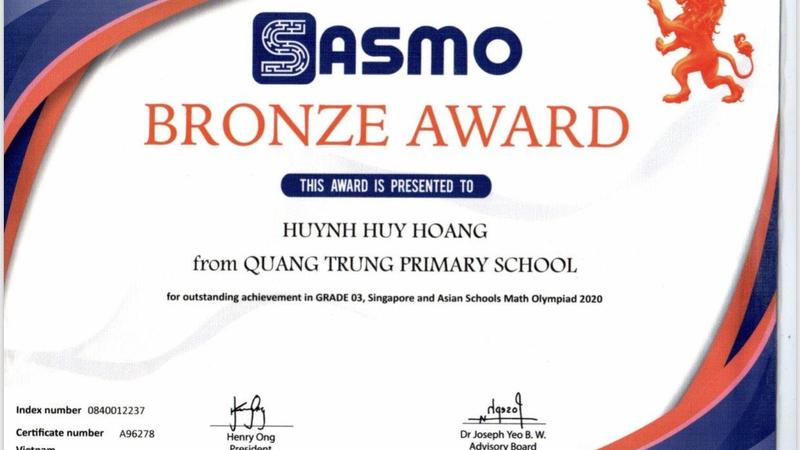 SASMO
BRONZE AWARD
THIS AWARD IS PRESENTED TO
HUYNH HUY HOANG
from QUANG TRUNG PRIMARY SCHOOL
for outstanding achievement in GRADE 03, Singapore and Asian Schools Math Olympiad 2020
Index number 0840012237
Certificate number A96278
Vietnam
Henry Ong
President
Dr Joseph Yeo B. W.
Advisory Board